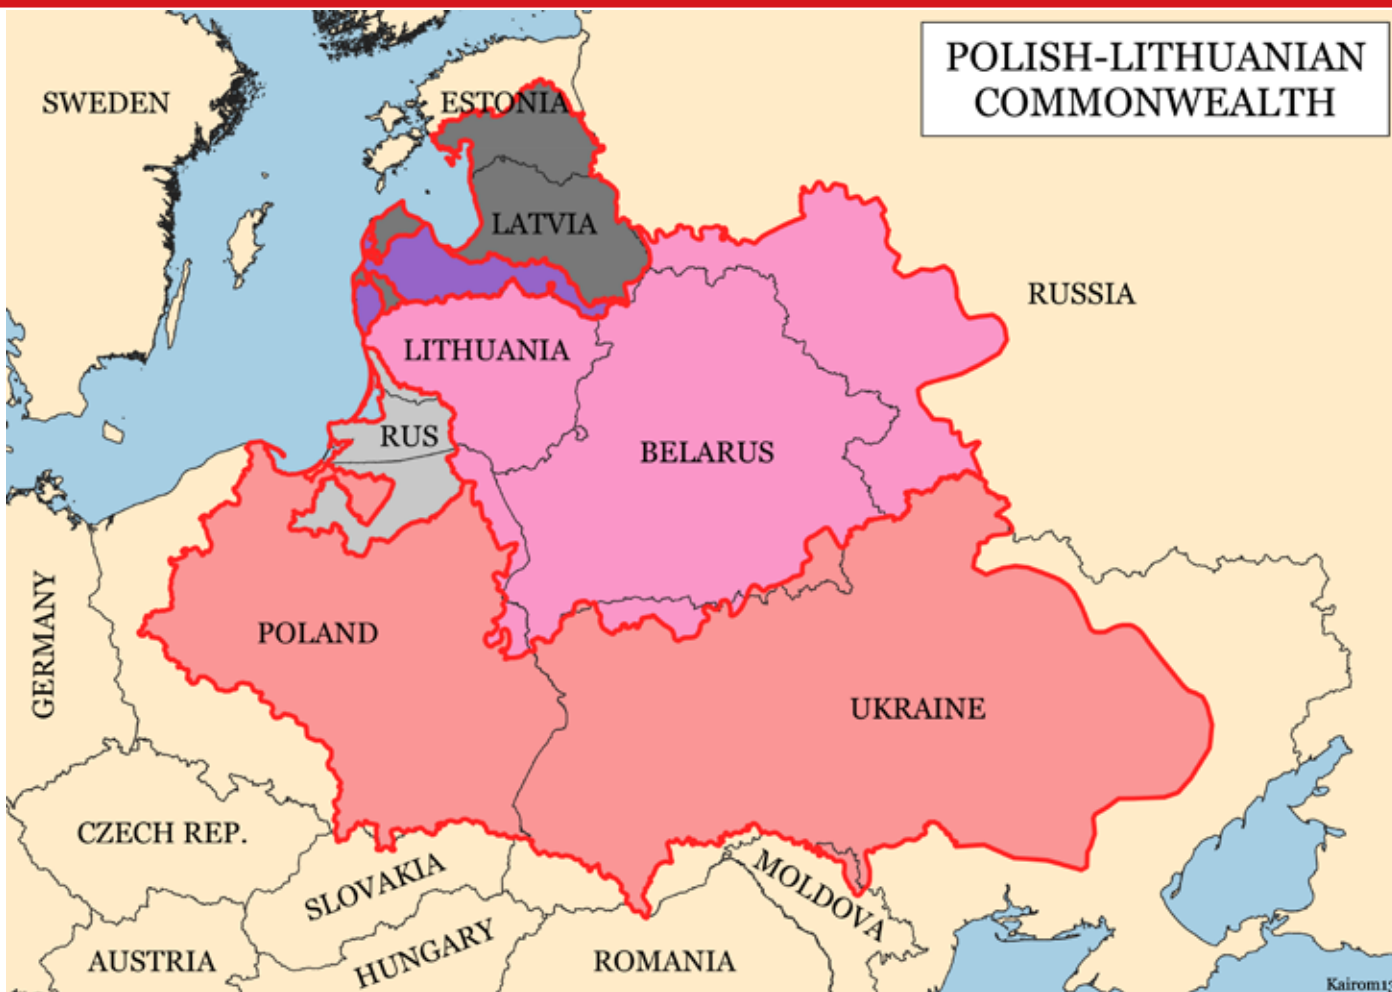 POLISH-LITHUANIAN
COMMONWEALTH
SWEDEN
ESTONIA
LATVIA
RUSSIA
LITHUANIA
RUS
BELARUS
GERMANY
POLAND
UKRAINE
CZECH REP.
SLOVAKIA
MOLDOVA
AUSTRIA
HUNGARY
ROMANIA